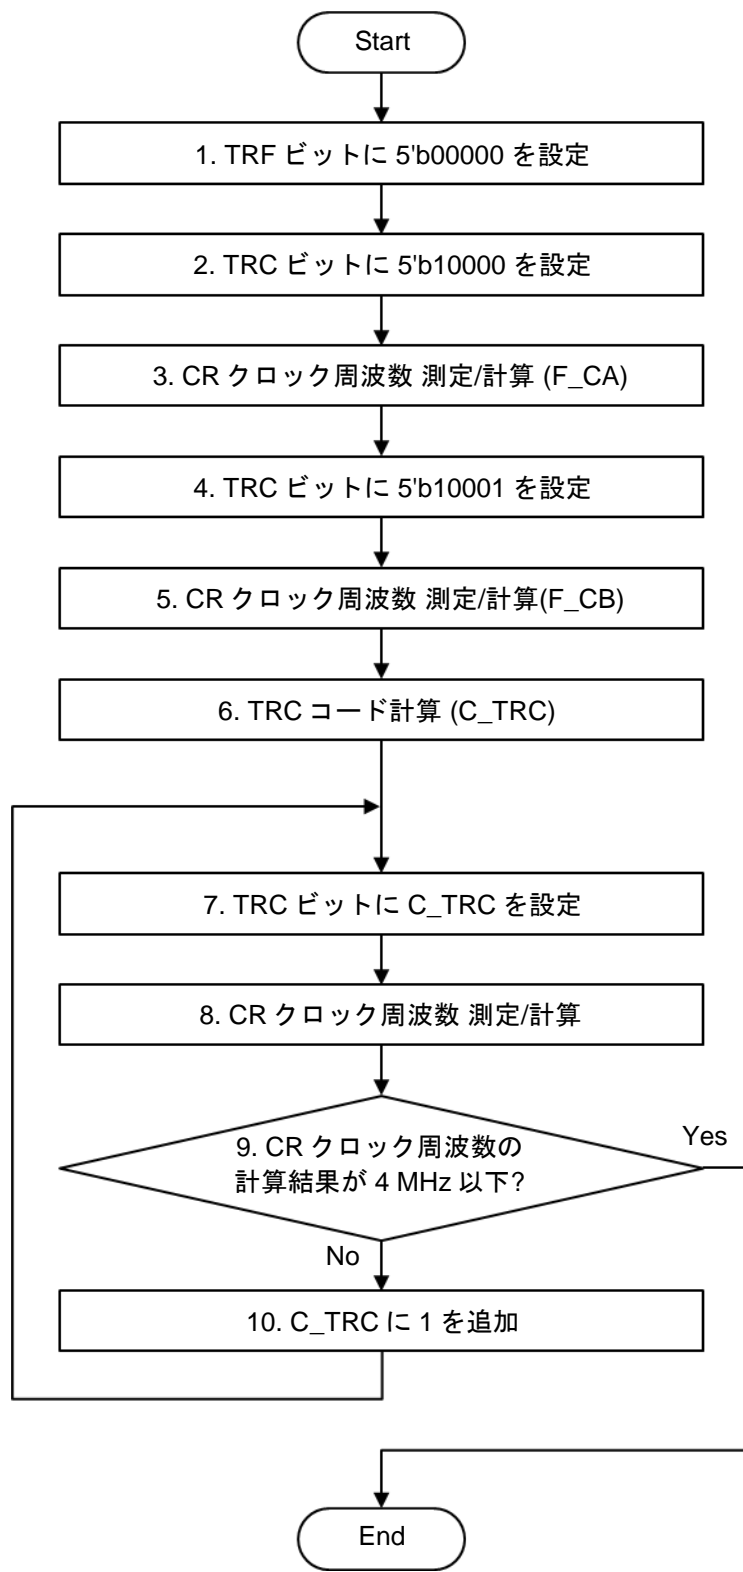 Start
1. TRF ビットに 5'b00000 を設定
2. TRC ビットに 5'b10000 を設定
3. CR クロック周波数 測定/計算 (F_CA)
4. TRC ビットに 5'b10001 を設定
5. CR クロック周波数 測定/計算(F_CB)
6. TRC コード計算 (C_TRC)
7. TRC ビットに C_TRC を設定
8. CR クロック周波数 測定/計算
9. CR クロック周波数の
計算結果が 4 MHz 以下?
Yes
No
10. C_TRC に 1 を追加
End